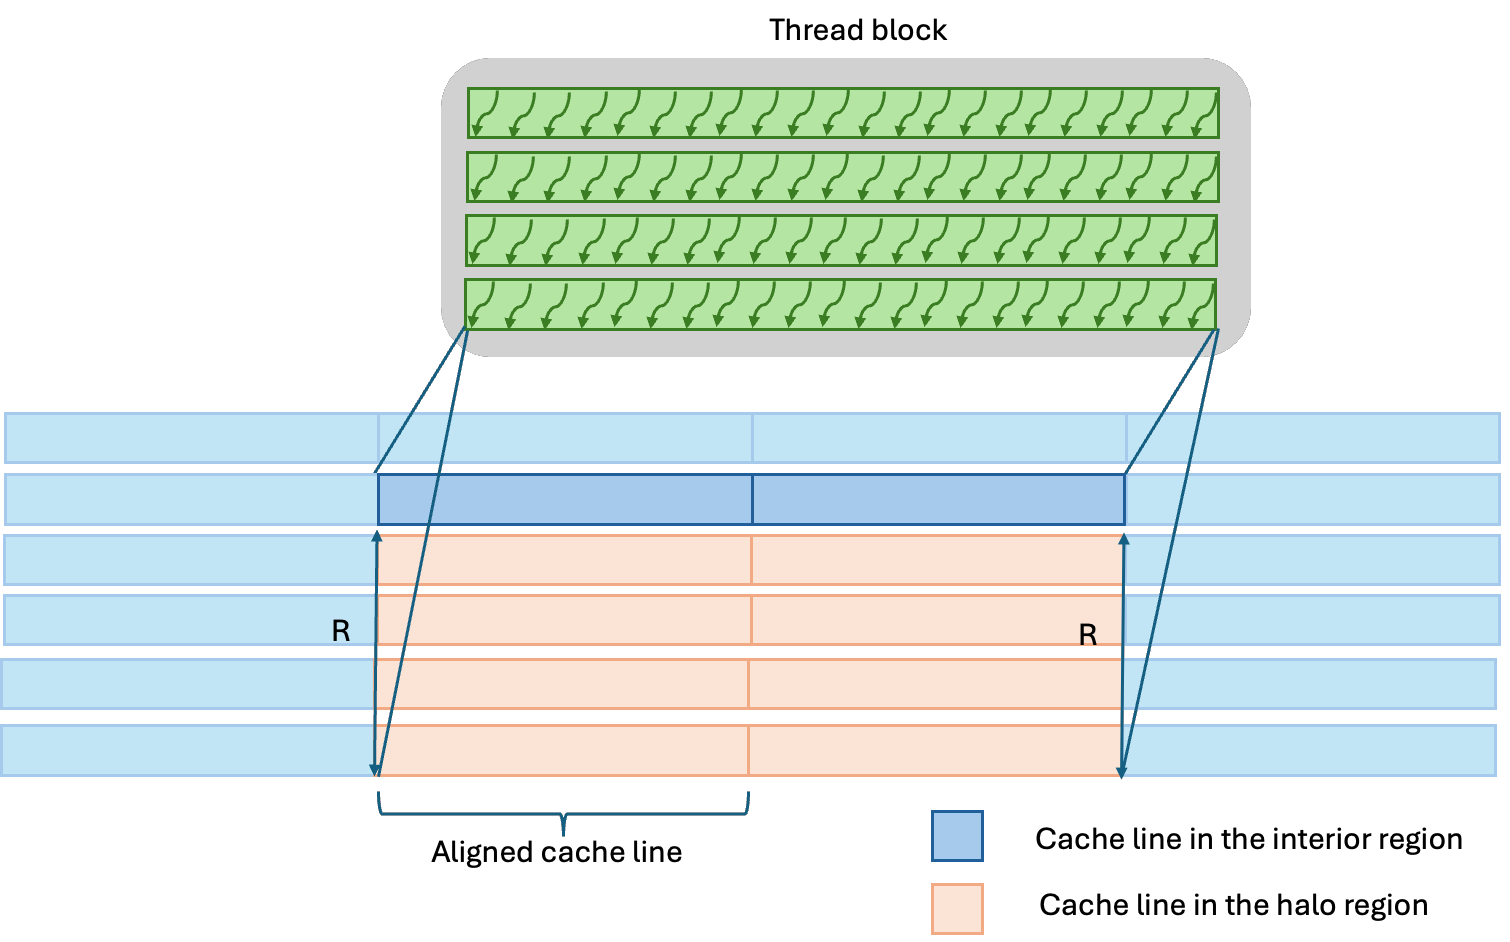 Thread block
R
R
Aligned cache line
Cache line in the interior region
Cache line in the halo region